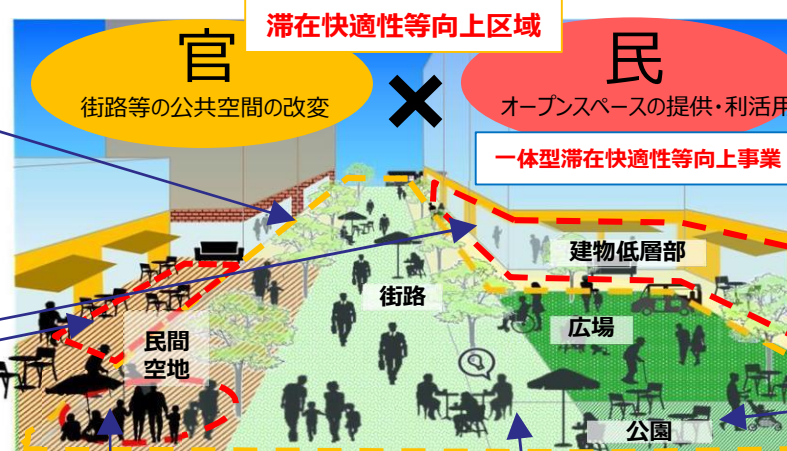 滞在快適性等向上区域
官
街路等の公共空間の改変
民
オープンスペースの提供・利活用
一体型滞在快適性等向上事業
建物低層部
街路
広場
民間
空地
公園